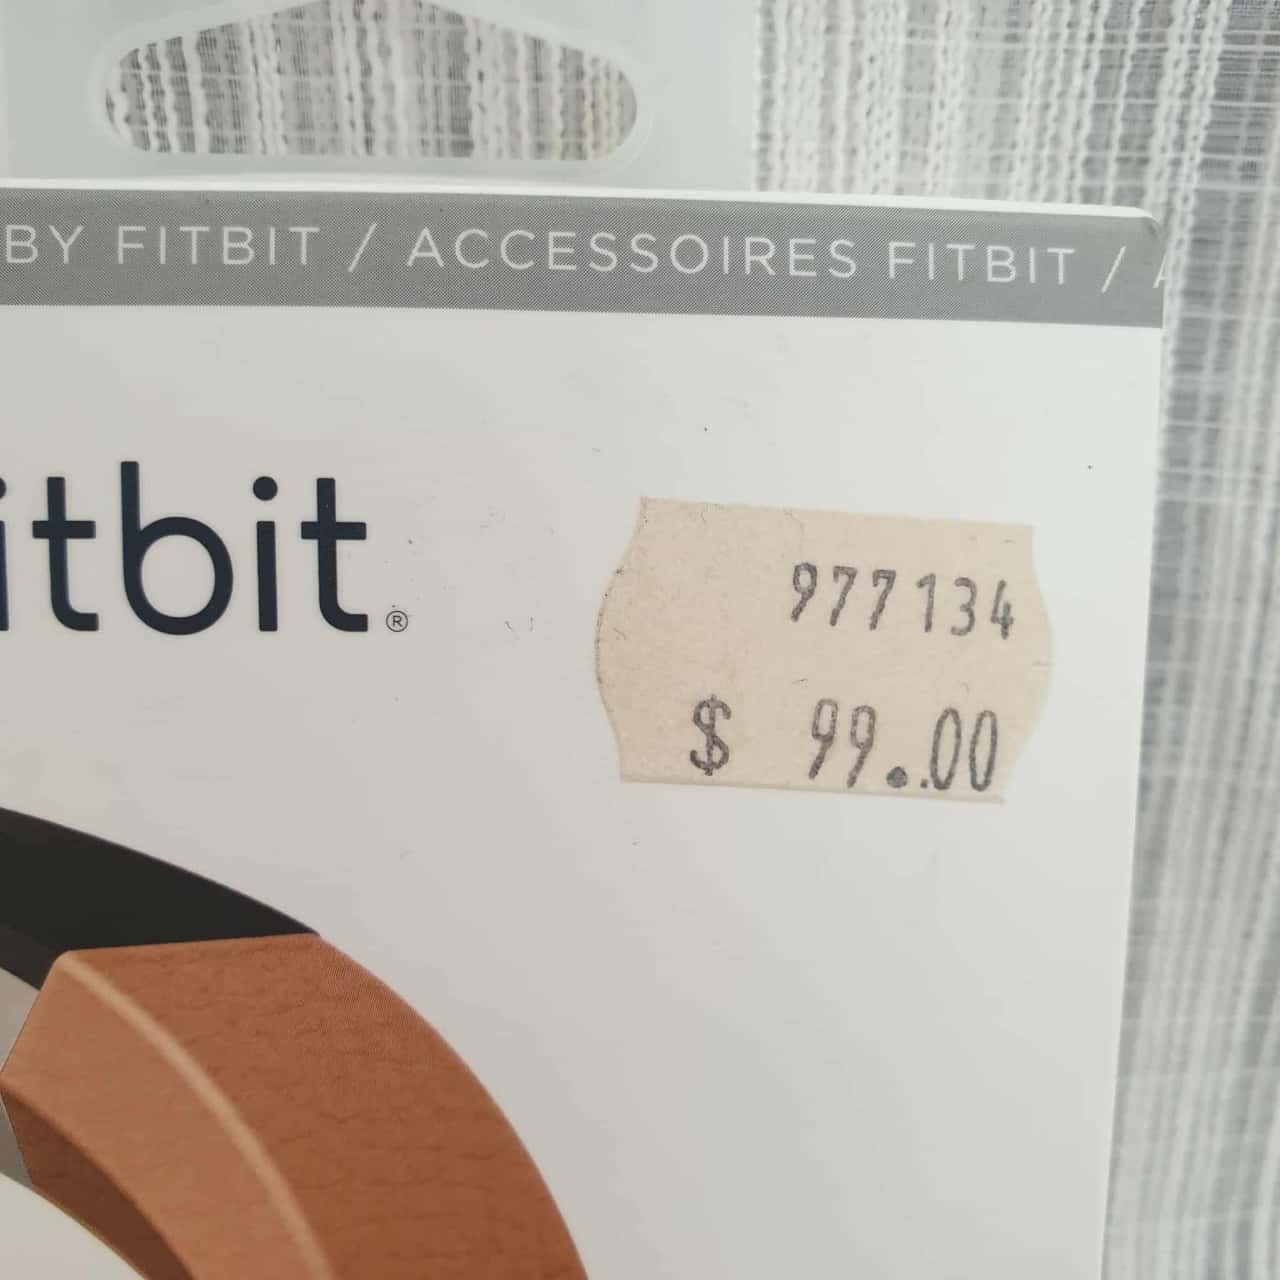 BY FITBIT / ACCESSOIRES FITBIT /
itbit®
977134
$ 99.00